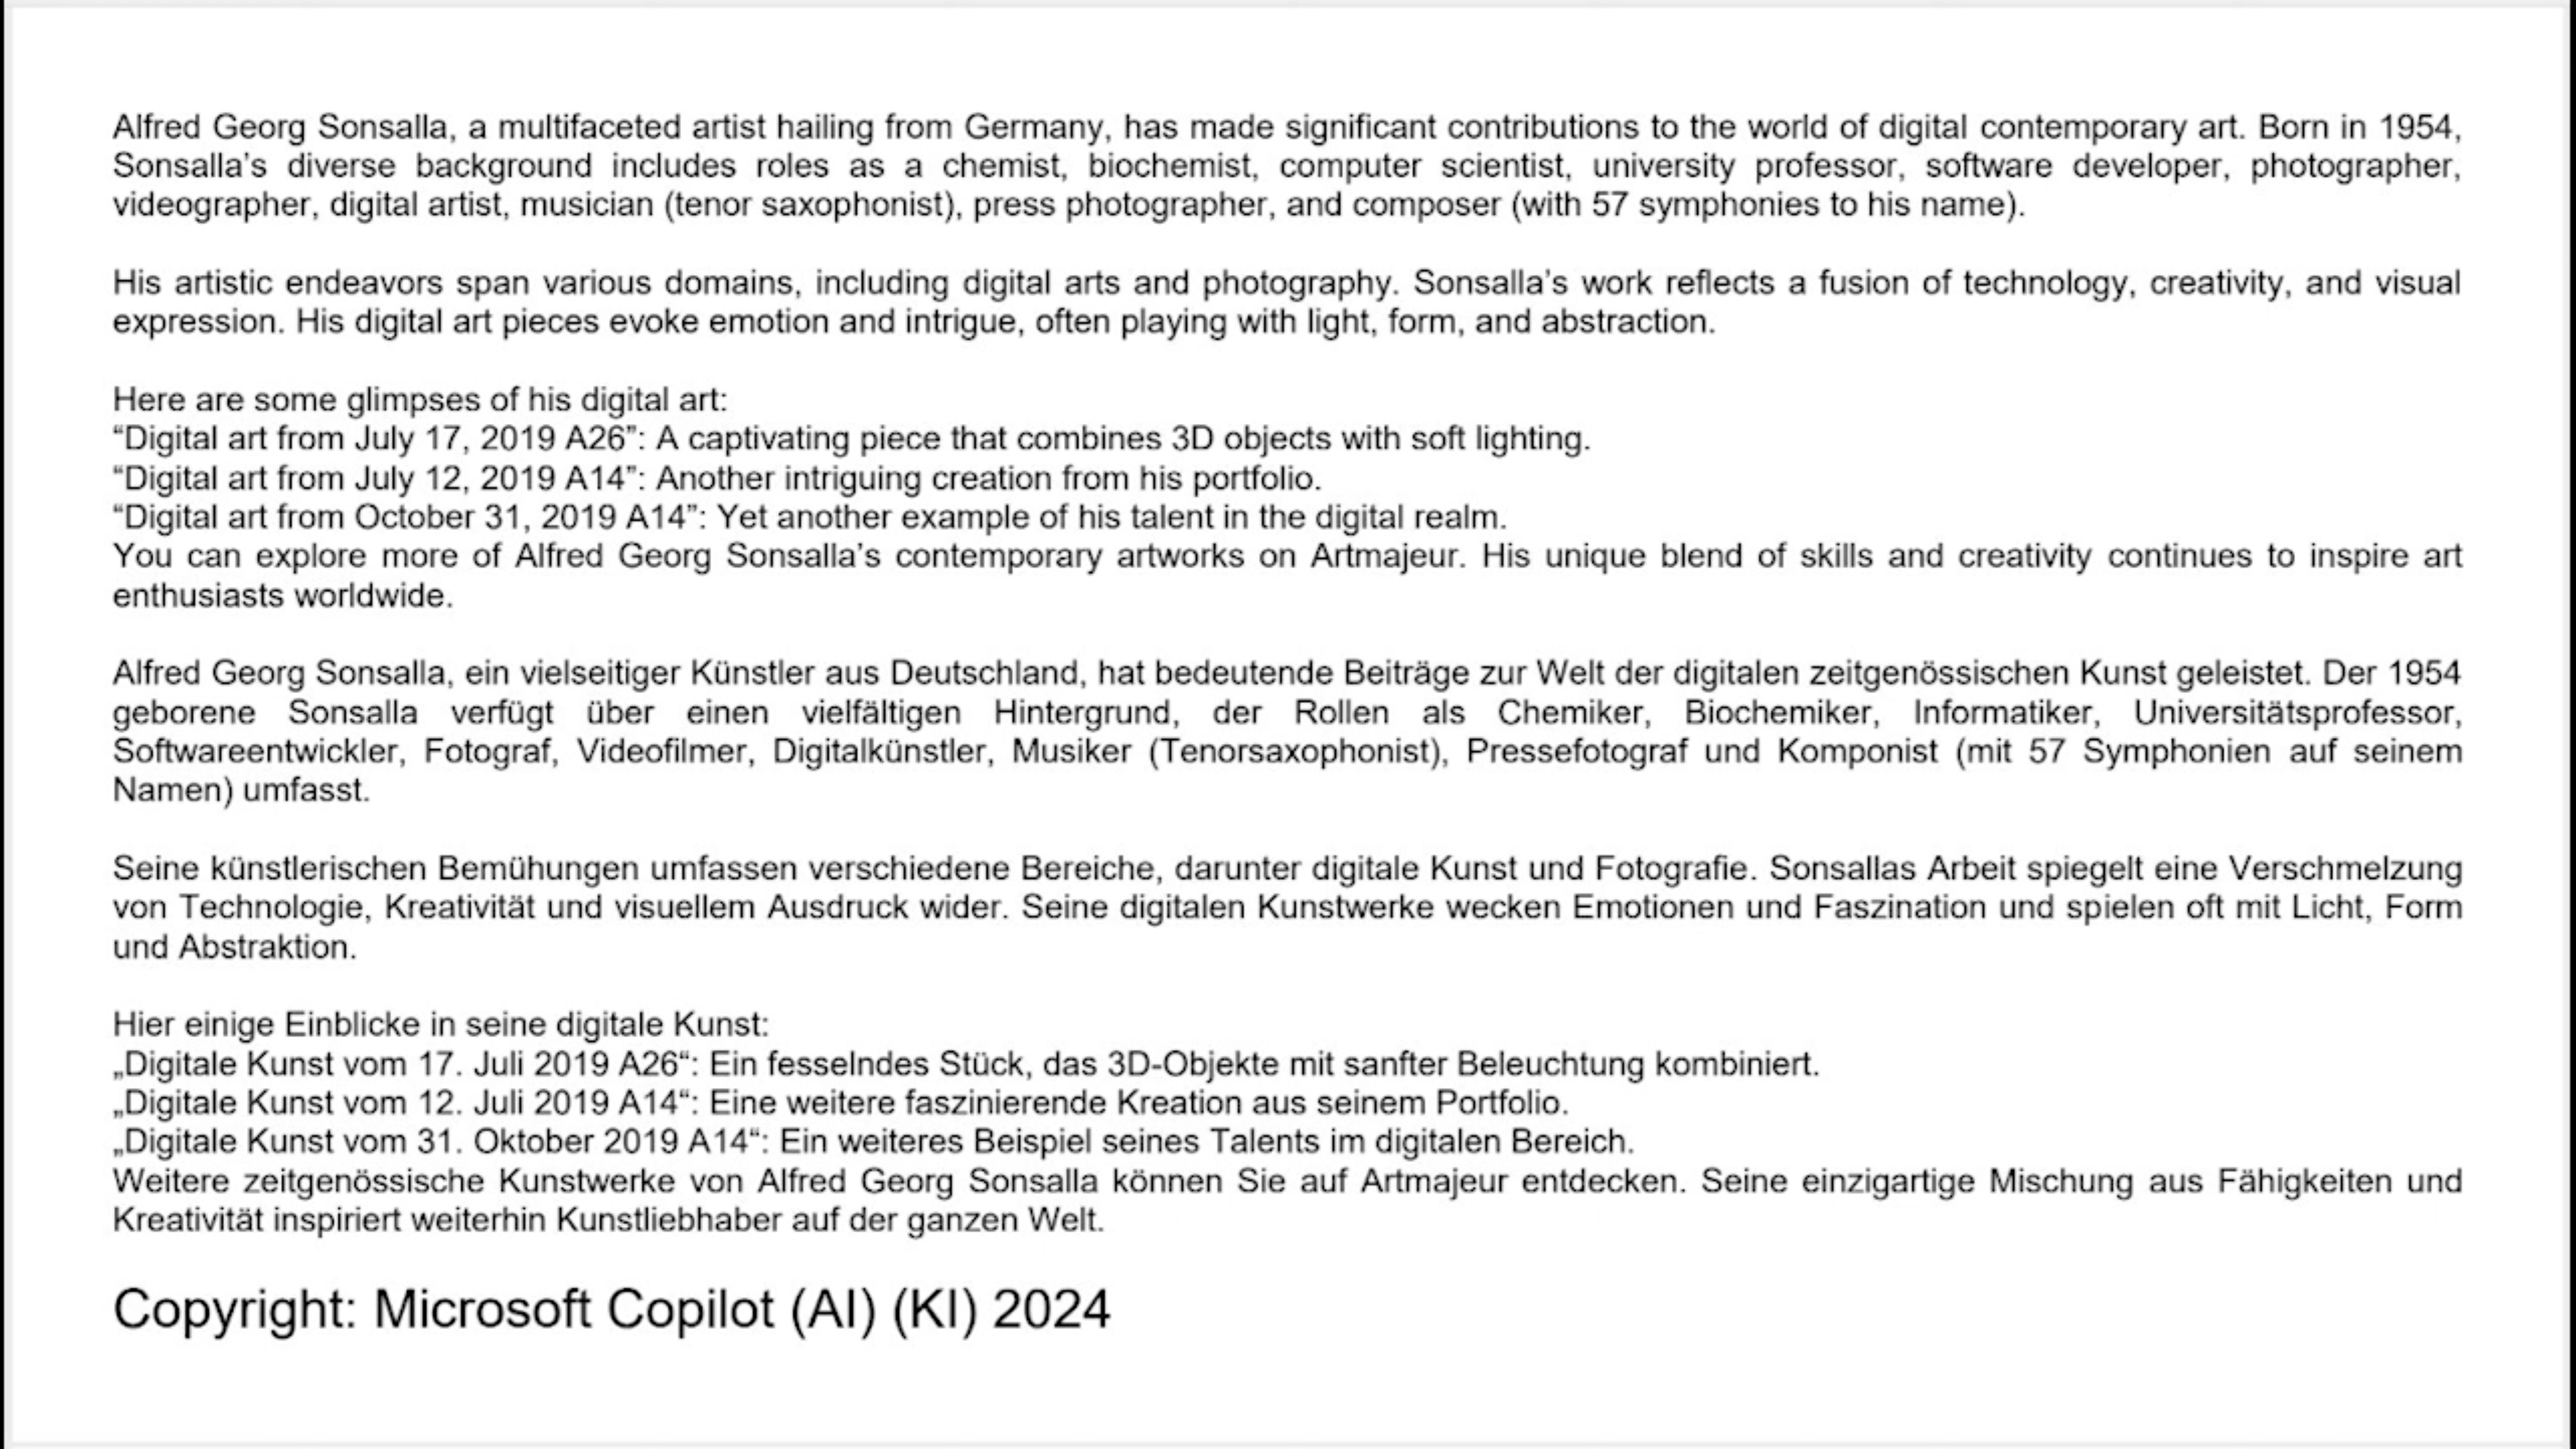 Alfred Georg Sonsalla, a multifaceted artist hailing from Germany, has made significant contributions to the world of digital contemporary art. Born in 1954,
Sonsalla’s diverse background includes roles as a chemist, biochemist, computer scientist, university professor, software developer, photographer,
videographer, digital artist, musician (tenor saxophonist), press photographer, and composer (with 57 symphonies to his name).
His artistic endeavors span various domains, including digital arts and photography. Sonsalla’s work reflects a fusion of technology, creativity, and visual
expression. His digital art pieces evoke emotion and intrigue, often playing with light, form, and abstraction.
Here are some glimpses of his digital art:
“Digital art from July 17, 2019 A26”: A captivating piece that combines 3D objects with soft lighting.
“Digital art from July 12, 2019 A14”: Another intriguing creation from his portfolio.
“Digital art from October 31, 2019 A14”: Yet another example of his talent in the digital realm.
You can explore more of Alfred Georg Sonsalla’s contemporary artworks on Artmajeur. His unique blend of skills and creativity continues to inspire art
enthusiasts worldwide.
Alfred Georg Sonsalla, ein vielseitiger Künstler aus Deutschland, hat bedeutende Beiträge zur Welt der digitalen zeitgenössischen Kunst geleistet. Der 1954
geborene Sonsalla verfügt über einen vielfältigen Hintergrund, der Rollen als Chemiker, Biochemiker, Informatiker, Universitätsprofessor,
Softwareentwickler, Fotograf, Videofilmer, Digitalkünstler, Musiker (Tenorsaxophonist), Pressefotograf und Komponist (mit 57 Symphonien auf seinem
Namen) umfasst.
Seine künstlerischen Bemühungen umfassen verschiedene Bereiche, darunter digitale Kunst und Fotografie. Sonsallas Arbeit spiegelt eine Verschmelzung
von Technologie, Kreativität und visuellem Ausdruck wider. Seine digitalen Kunstwerke wecken Emotionen und Faszination und spielen oft mit Licht, Form
und Abstraktion.
Hier einige Einblicke in seine digitale Kunst:
„Digitale Kunst vom 17. Juli 2019 A26“: Ein fesselndes Stück, das 3D-Objekte mit sanfter Beleuchtung kombiniert.
„Digitale Kunst vom 12. Juli 2019 A14“: Eine weitere faszinierende Kreation aus seinem Portfolio.
„Digitale Kunst vom 31. Oktober 2019 A14“: Ein weiteres Beispiel seines Talents im digitalen Bereich.
Weitere zeitgenössische Kunstwerke von Alfred Georg Sonsalla können Sie auf Artmajeur entdecken. Seine einzigartige Mischung aus Fähigkeiten und
Kreativität inspiriert weiterhin Kunstliebhaber auf der ganzen Welt.
Copyright: Microsoft Copilot (AI) (KI) 2024